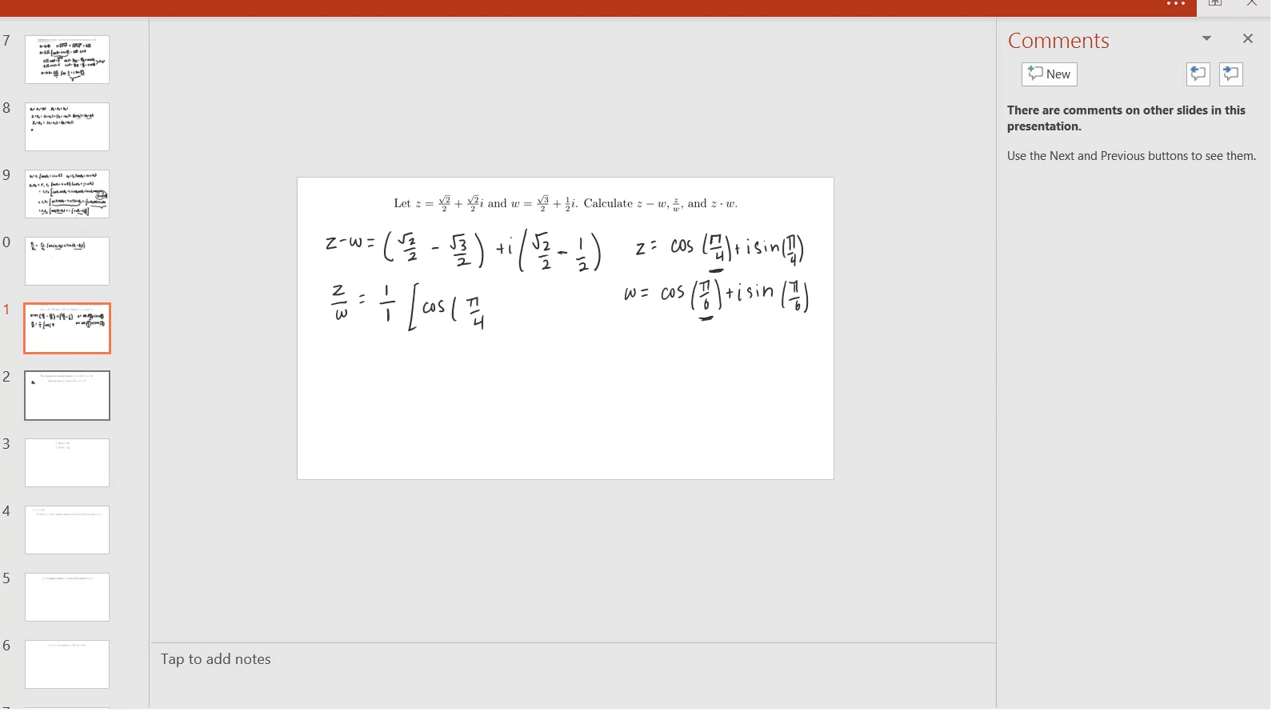 Comments
New
There are comments on other slides in this
presentation.
Use the Next and Previous buttons to see them.
7
8
9
0
1
2
3
4
5
6
Let z = √2/2 + √2/2 i and w = √3/2 + 1/2 i. Calculate z − w, z/w, and z · w.
z-w = (√2/2 - √3/2) + i(√2/2 - 1/2)
z = cos(π/4) + i sin(π/4)
z/w = 1/1 [cos(π/4
w = cos(π/6) + i sin(π/6)
Tap to add notes